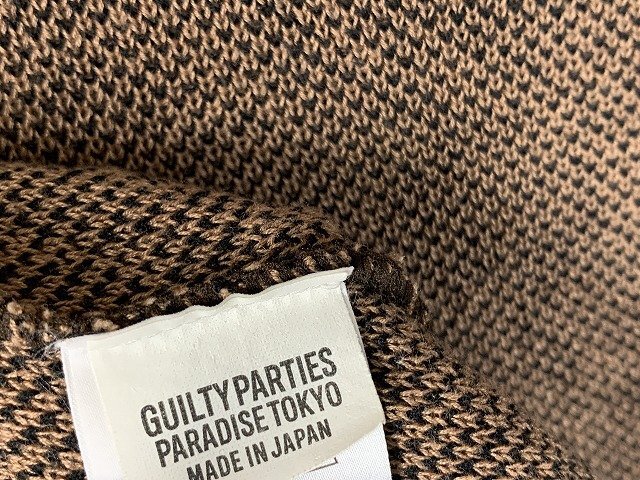 GUILTY PARTIES
PARADISE TOKYO
MADE IN JAPAN